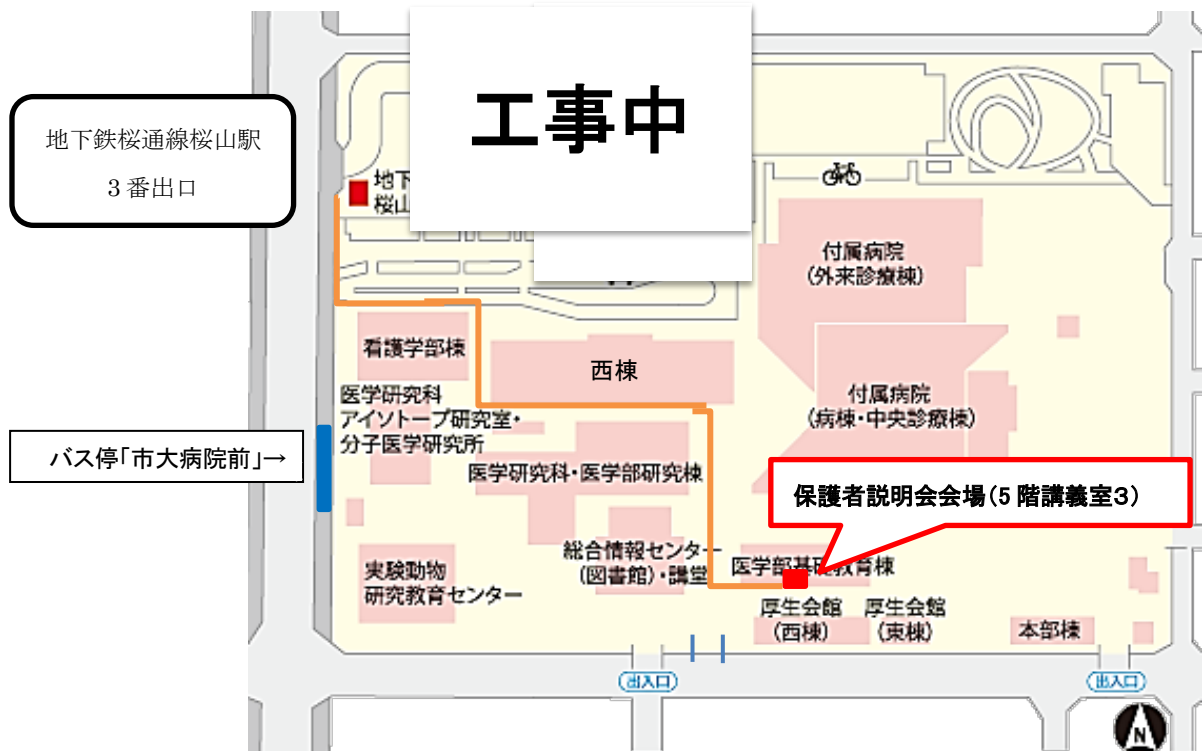 工事中
地下鉄桜通線桜山駅
3番出口
地下
桜山
付属病院
(外来診療棟)
看護学部棟
西棟
医学研究科
アイソトープ研究室・
分子医学研究所
付属病院
(病棟・中央診療棟)
バス停「市大病院前」→
医学研究科・医学部研究棟
保護者説明会会場(5階講義室3)
総合情報センター
(図書館)・講堂
医学部基礎教育棟
実験動物
研究教育センター
厚生会館
(西棟)
厚生会館
(東棟)
本部棟
出入口
出入口
N